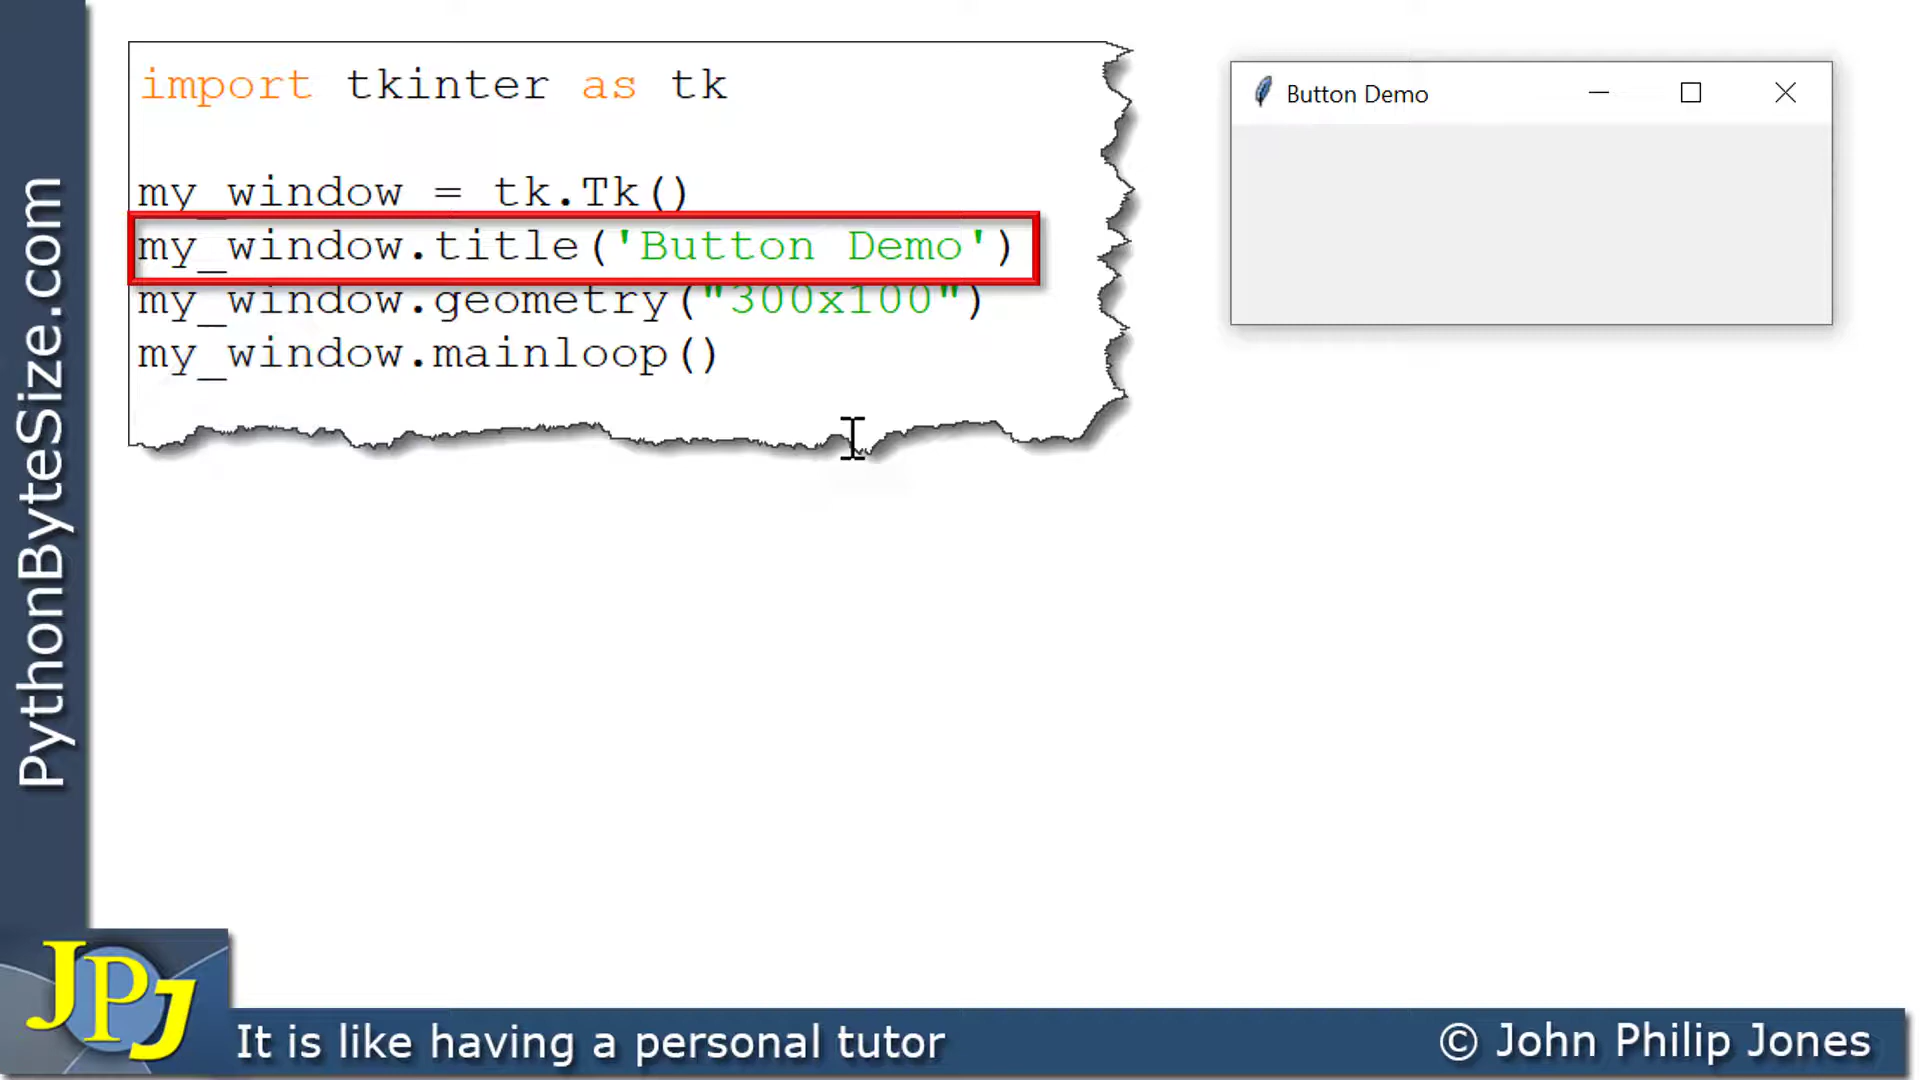 PythonByteSize.com
import tkinter as tk
my_window = tk.Tk()
my_window.title('Button Demo')
my_window.geometry("300x100")
my_window.mainloop()
Button Demo
JPJ
It is like having a personal tutor
© John Philip Jones